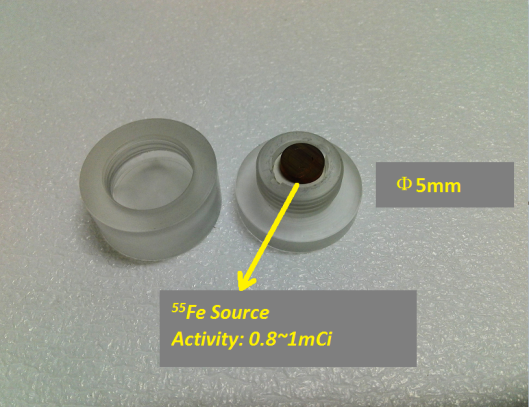 Φ5mm
⁵⁵Fe Source
Activity: 0.8~1mCi